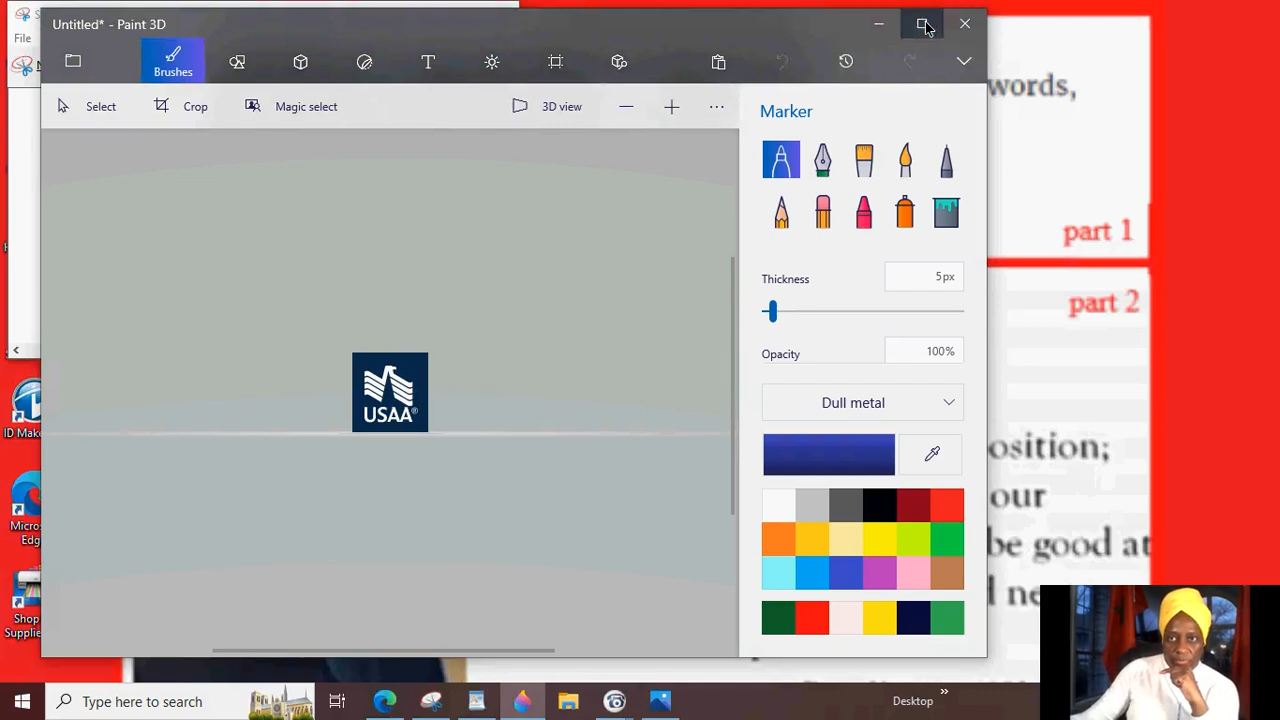 Untitled* - Paint 3D
File
Brushes
Select
Crop
Magic select
3D view
Marker
Thickness
5px
Opacity
100%
Dull metal
USAA®
words,
part 1
part 2
osition;
our
be good at
ID Make
Micros
Edg
Shop
Supplie
Type here to search
Desktop